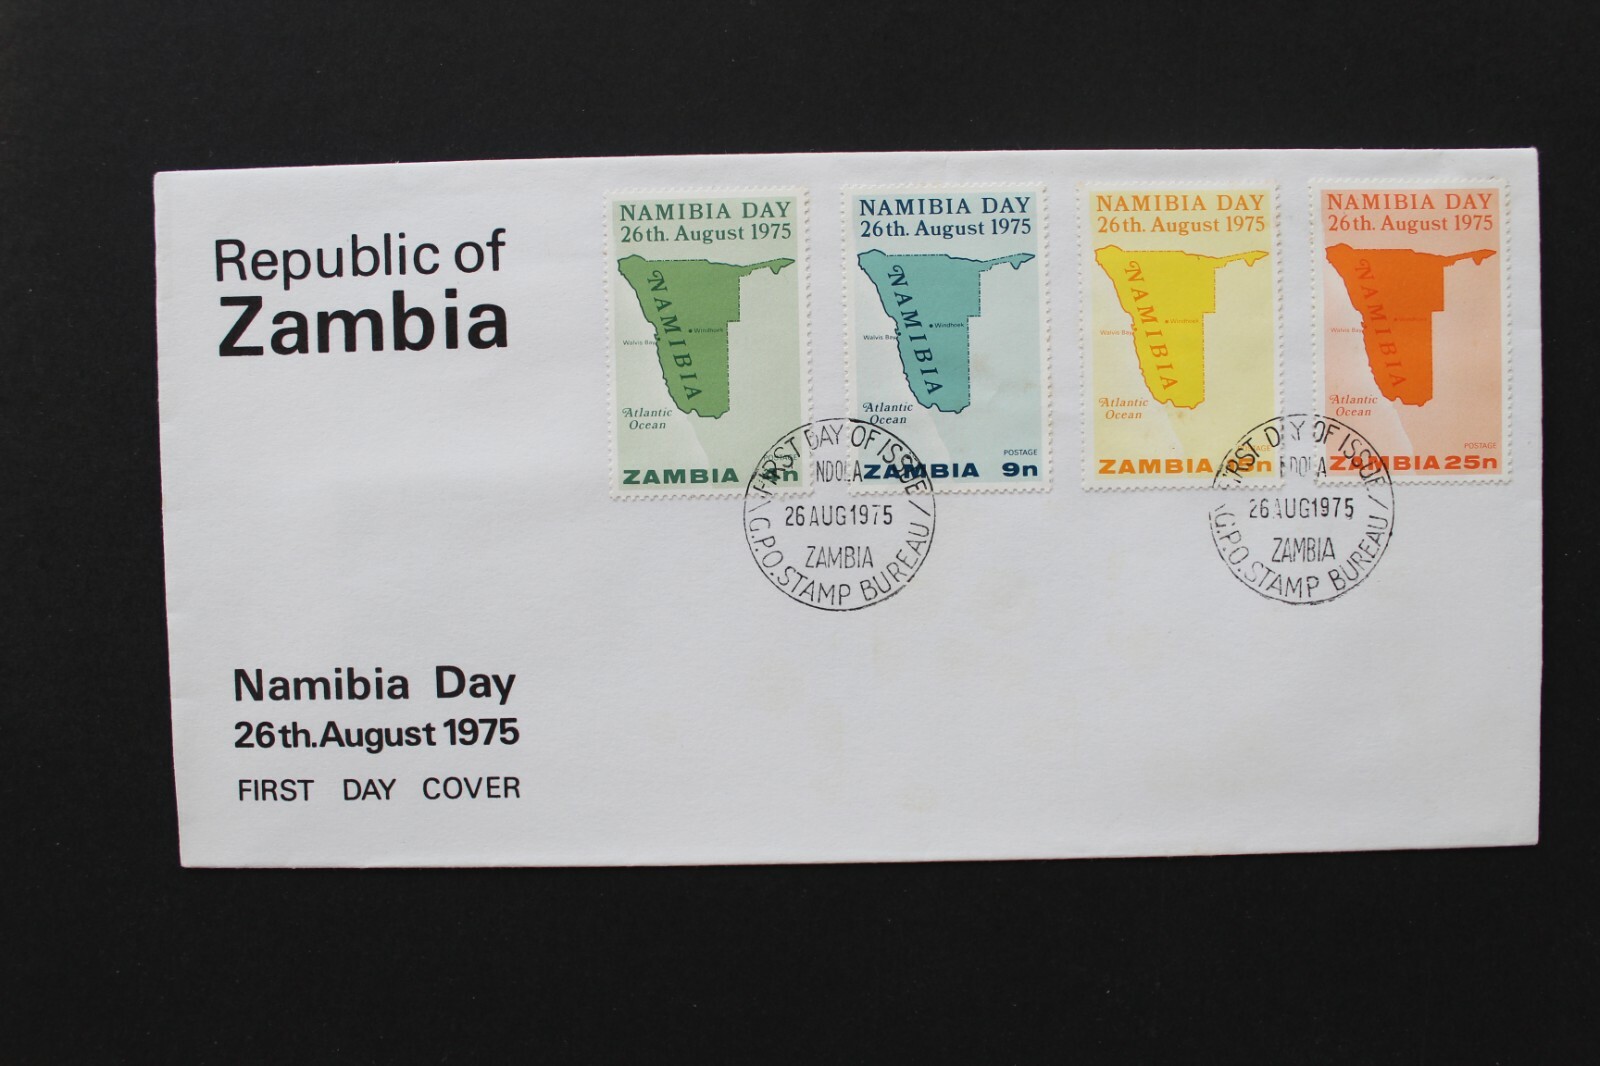 Republic of
Zambia
NAMIBIA DAY
26th. August 1975
NAMIBIA
Windhoek
Walvis Bay
Atlantic
Ocean
ZAMBIA
NAMIBIA DAY
26th. August 1975
NAMIBIA
Windhoek
Walvis Bay
Atlantic
Ocean
POSTAGE
ZAMBIA 9n
NAMIBIA DAY
26th. August 1975
NAMIBIA
Windhoek
Walvis Bay
Atlantic
Ocean
ZAMBIA
NAMIBIA DAY
26th. August 1975
NAMIBIA
Walvis Bay
Atlantic
Ocean
POSTAGE
ZAMBIA 25n
FIRST DAY OF ISSUE
NDOLA
26 AUG 1975
ZAMBIA
G.P.O. STAMP BUREAU
FIRST DAY OF ISSUE
NDOLA
26 AUG 1975
ZAMBIA
G.P.O. STAMP BUREAU
Namibia Day
26th. August 1975
FIRST DAY COVER